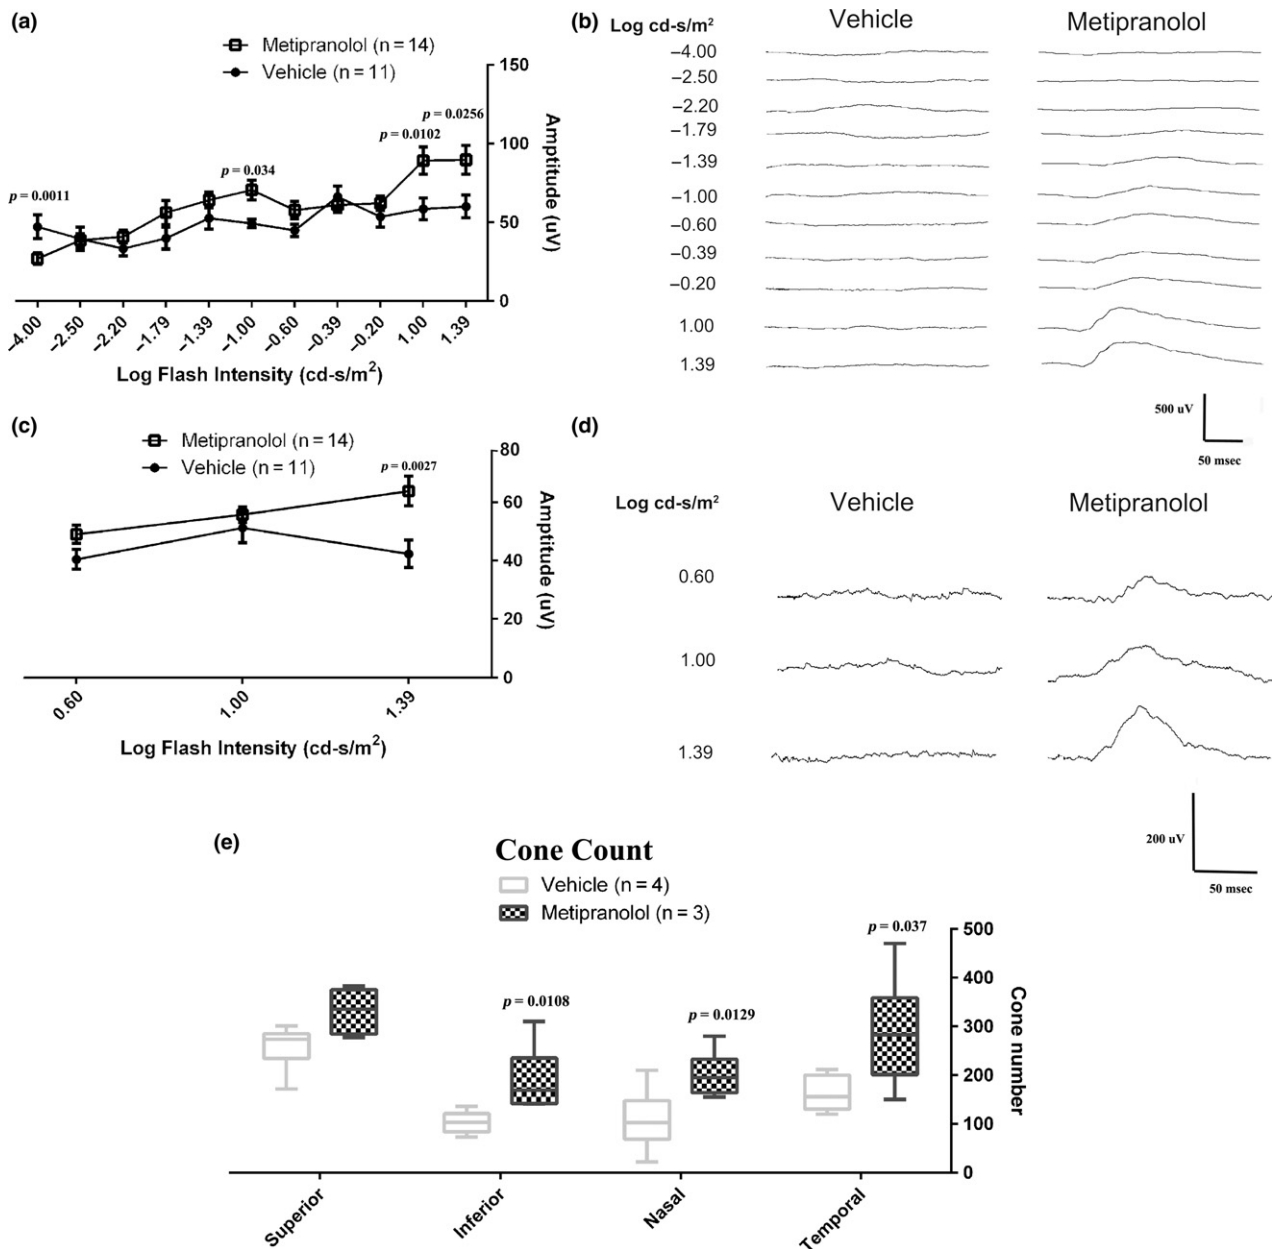 (a)
Metipranolol (n = 14)
Vehicle (n = 11)
p = 0.0011
p = 0.034
p = 0.0102
p = 0.0256
150
100
50
0
Amptitude (uV)
−4.00
−2.50
−2.20
−1.79
−1.39
−1.00
−0.60
−0.39
−0.20
1.00
1.39
Log Flash Intensity (cd-s/m²)
(b)
Log cd-s/m²
Vehicle
Metipranolol
−4.00
−2.50
−2.20
−1.79
−1.39
−1.00
−0.60
−0.39
−0.20
1.00
1.39
500 uV
50 msec
(c)
Metipranolol (n = 14)
Vehicle (n = 11)
p = 0.0027
80
60
40
20
0
Amptitude (uV)
0.60
1.00
1.39
Log Flash Intensity (cd-s/m²)
(d)
Log cd-s/m²
Vehicle
Metipranolol
0.60
1.00
1.39
200 uV
50 msec
(e)
Cone Count
Vehicle (n = 4)
Metipranolol (n = 3)
p = 0.0108
p = 0.0129
p = 0.037
500
400
300
200
100
0
Cone number
Superior
Inferior
Nasal
Temporal